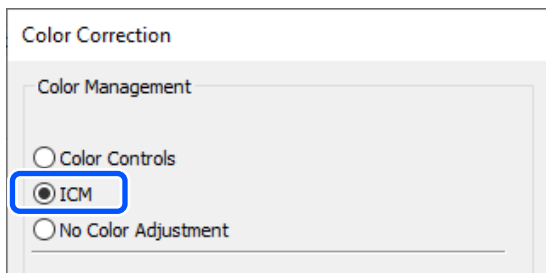 Color Correction
Color Management
Color Controls
ICM
No Color Adjustment